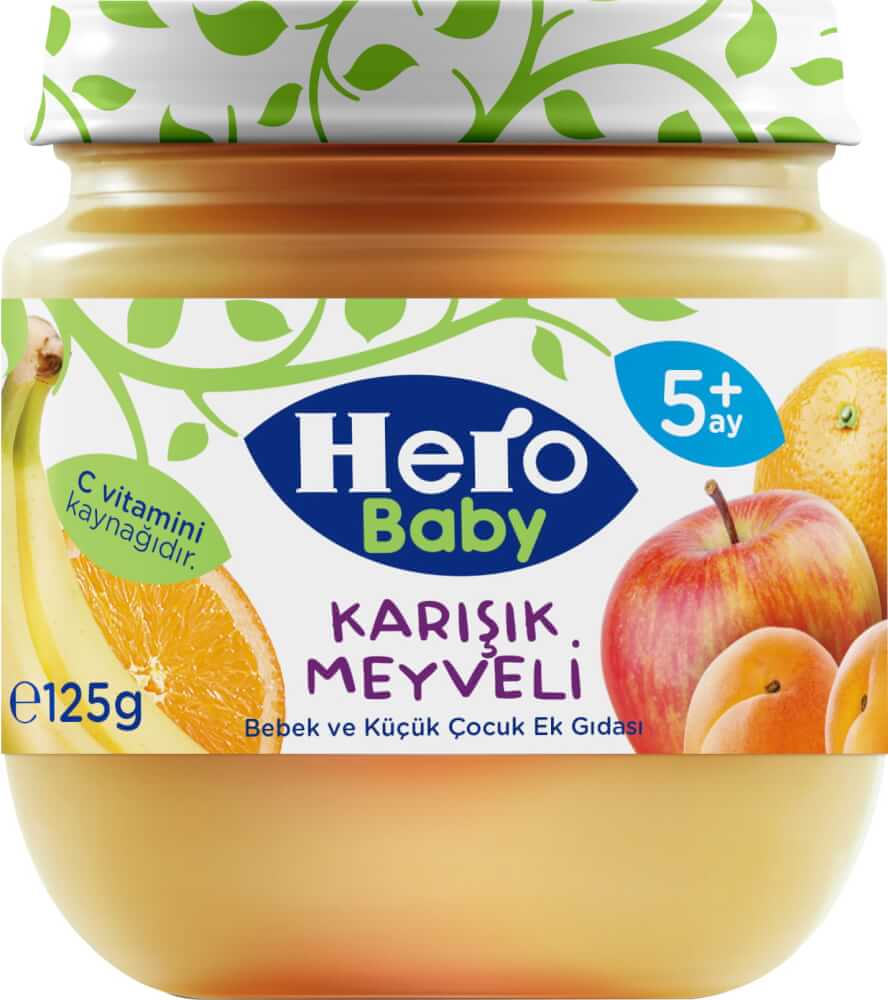 Hero
Baby
5+
ay
C vitamini
kaynağıdır.
KARIŞIK
MEYVELİ
℮125g
Bebek ve Küçük Çocuk Ek Gıdası